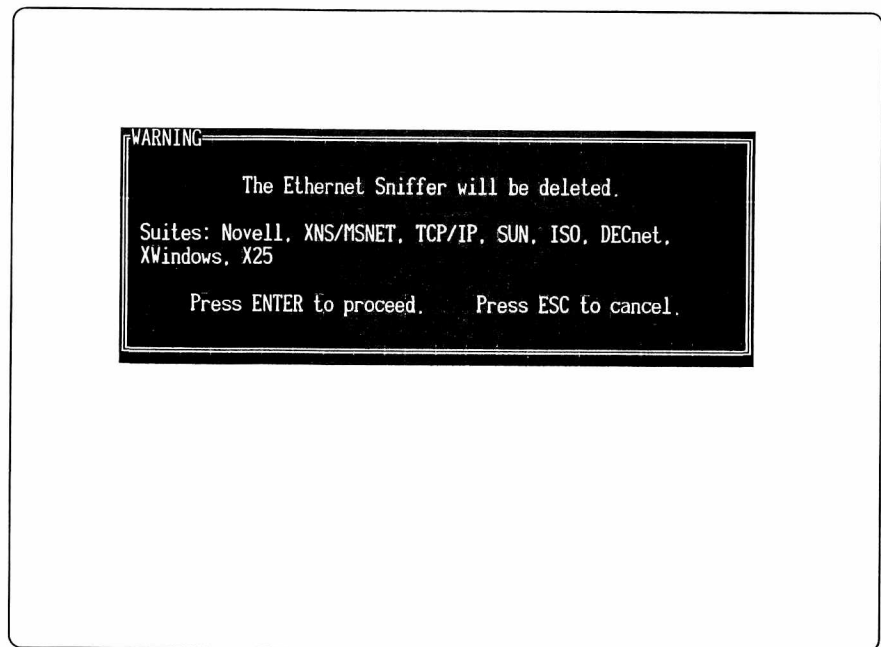 WARNING
The Ethernet Sniffer will be deleted.
Suites: Novell, XNS/MSNET, TCP/IP, SUN, ISO, DECnet,
XWindows, X25
Press ENTER to proceed. Press ESC to cancel.